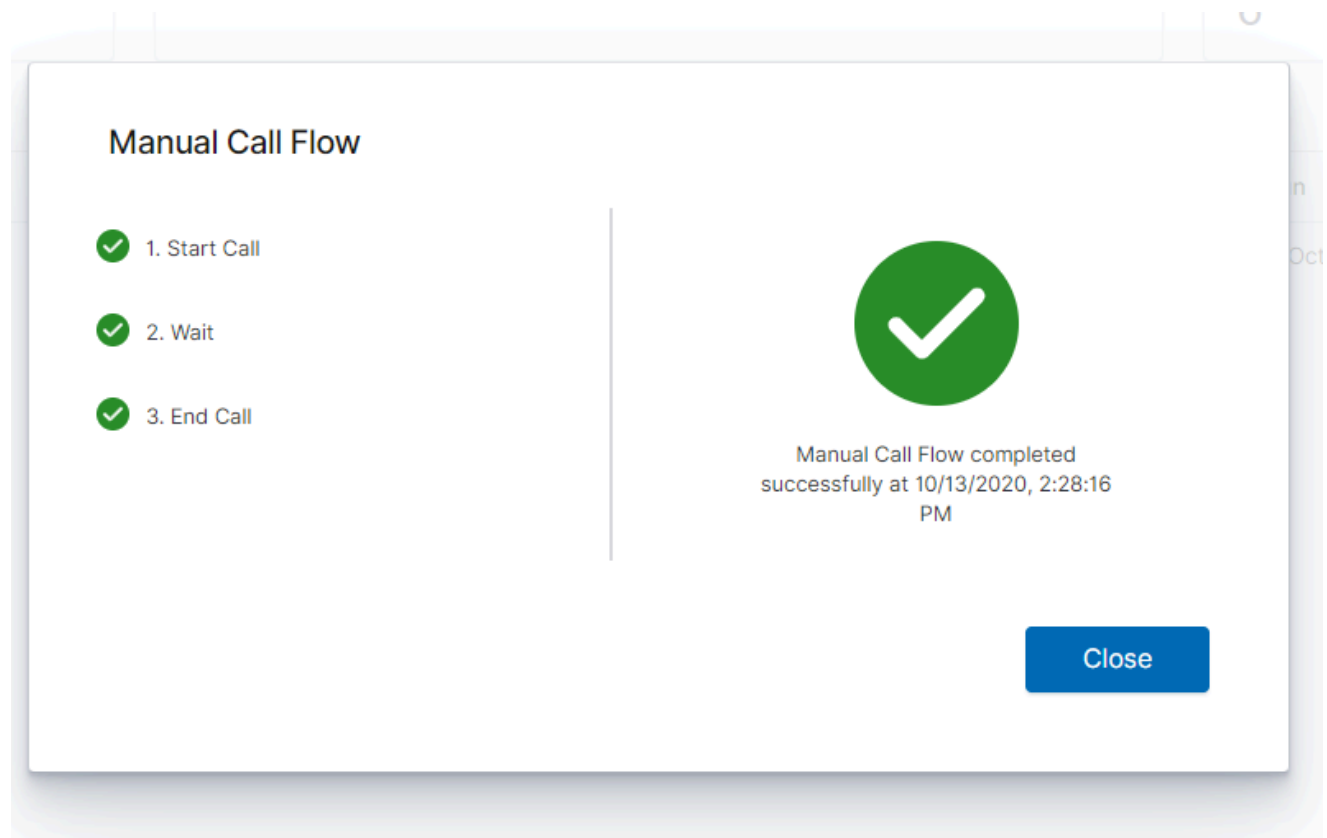 Manual Call Flow
1. Start Call
2. Wait
3. End Call
Manual Call Flow completed
successfully at 10/13/2020, 2:28:16
PM
Close
n
Oct